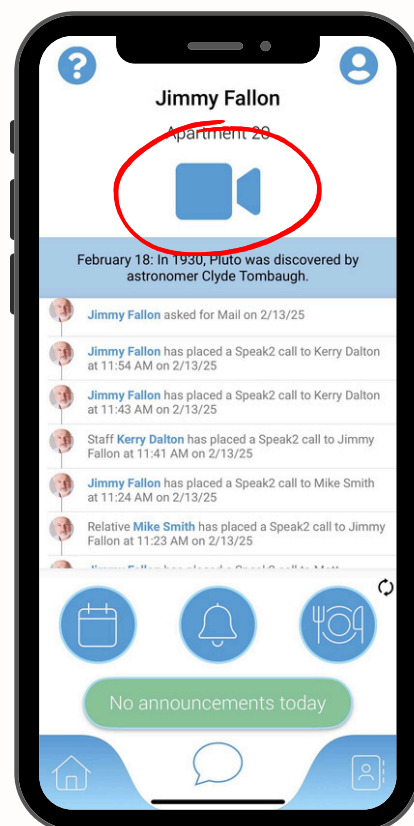 ?
Jimmy Fallon
Apartment 20
February 18: In 1930, Pluto was discovered by
astronomer Clyde Tombaugh.
Jimmy Fallon asked for Mail on 2/13/25
Jimmy Fallon has placed a Speak2 call to Kerry Dalton
at 11:54 AM on 2/13/25
Jimmy Fallon has placed a Speak2 call to Kerry Dalton
at 11:43 AM on 2/13/25
Staff Kerry Dalton has placed a Speak2 call to Jimmy
Fallon at 11:41 AM on 2/13/25
Jimmy Fallon has placed a Speak2 call to Mike Smith
at 11:24 AM on 2/13/25
Relative Mike Smith has placed a Speak2 call to Jimmy
Fallon at 11:23 AM on 2/13/25
No announcements today